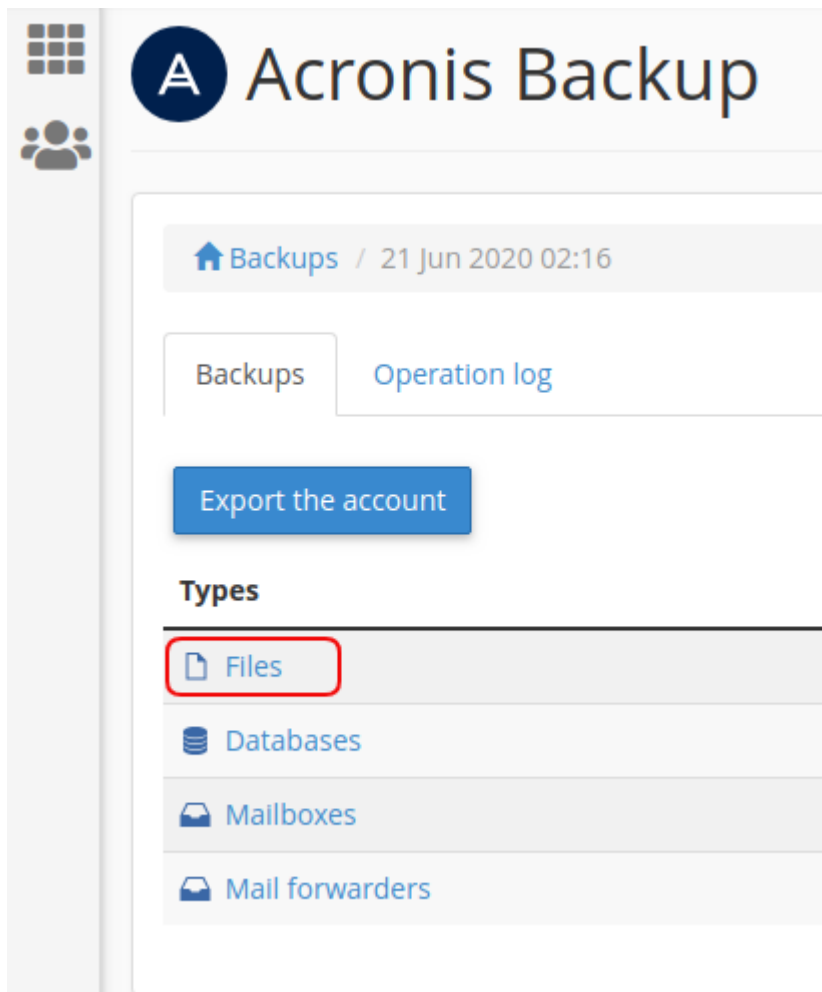 Acronis Backup
Backups / 21 Jun 2020 02:16
Backups Operation log
Export the account
Types
Files
Databases
Mailboxes
Mail forwarders